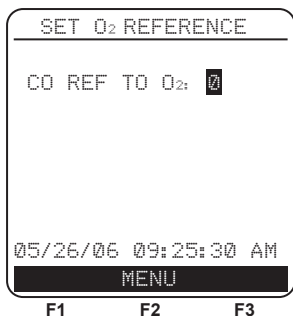 SET O₂ REFERENCE
CO REF TO O₂: 0
05/26/06 09:25:30 AM
MENU
F1 F2 F3